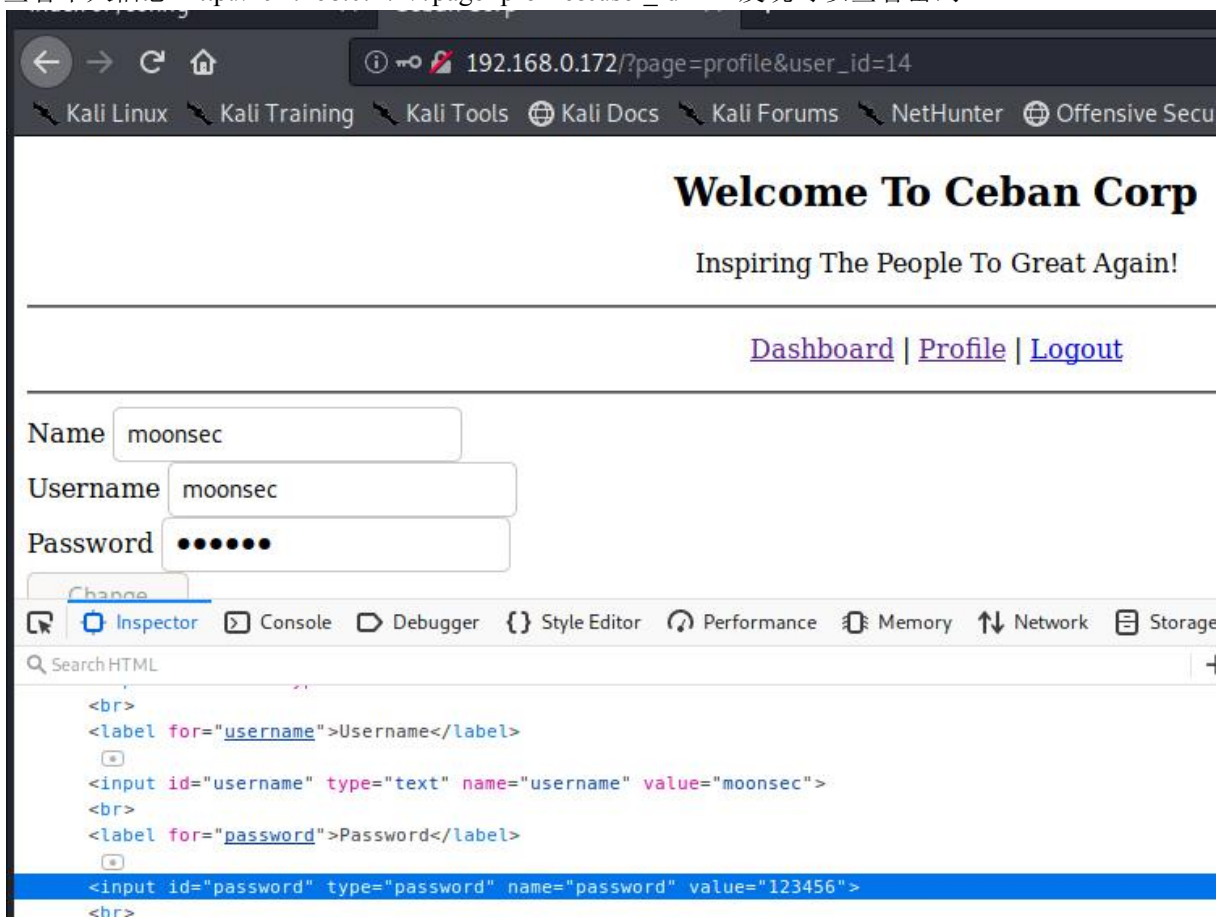 192.168.0.172/?page=profile&user_id=14
Kali Linux Kali Training Kali Tools Kali Docs Kali Forums NetHunter Offensive Secu
Welcome To Ceban Corp
Inspiring The People To Great Again!
Dashboard | Profile | Logout
Name moonsec
Username moonsec
Password ••••••
Change
Inspector Console Debugger {} Style Editor Performance Memory Network Storage
Search HTML +
<br>
<label for="username">Username</label>
<input id="username" type="text" name="username" value="moonsec">
<br>
<label for="password">Password</label>
<input id="password" type="password" name="password" value="123456">
<br>